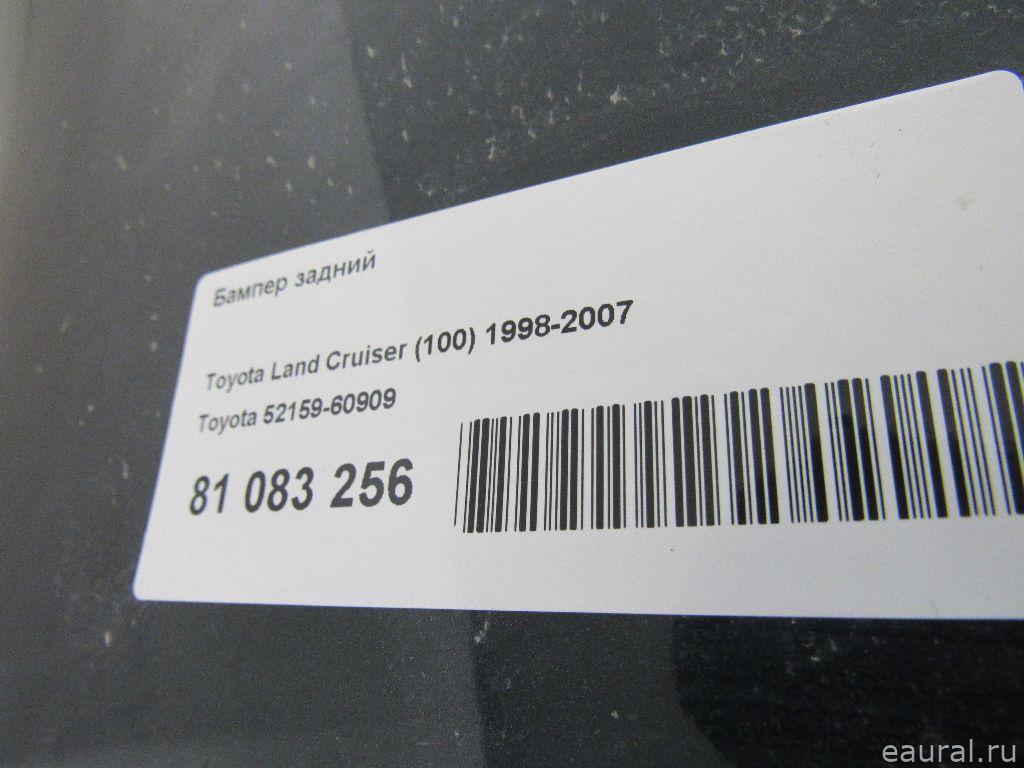 Бампер задний
Toyota Land Cruiser (100) 1998-2007
Toyota 52159-60909
81 083 256
eaural.ru